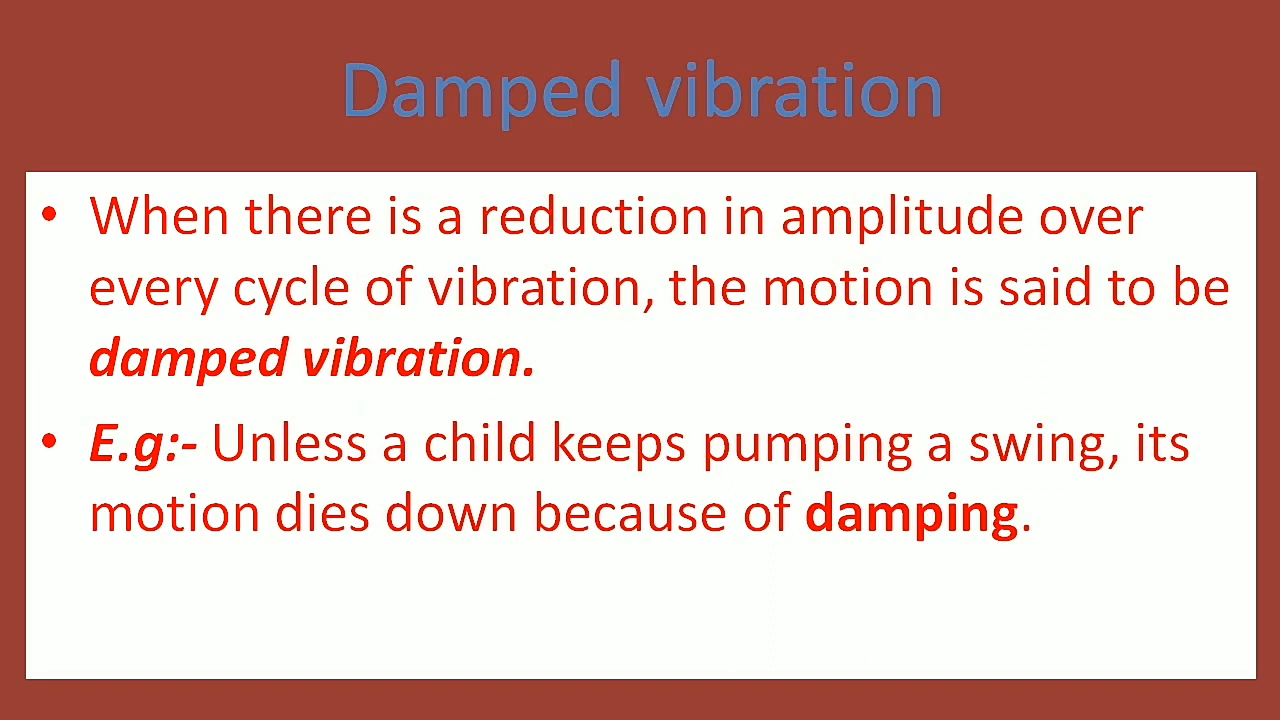 Damped vibration
• When there is a reduction in amplitude over
every cycle of vibration, the motion is said to be
damped vibration.
• E.g:- Unless a child keeps pumping a swing, its
motion dies down because of damping.